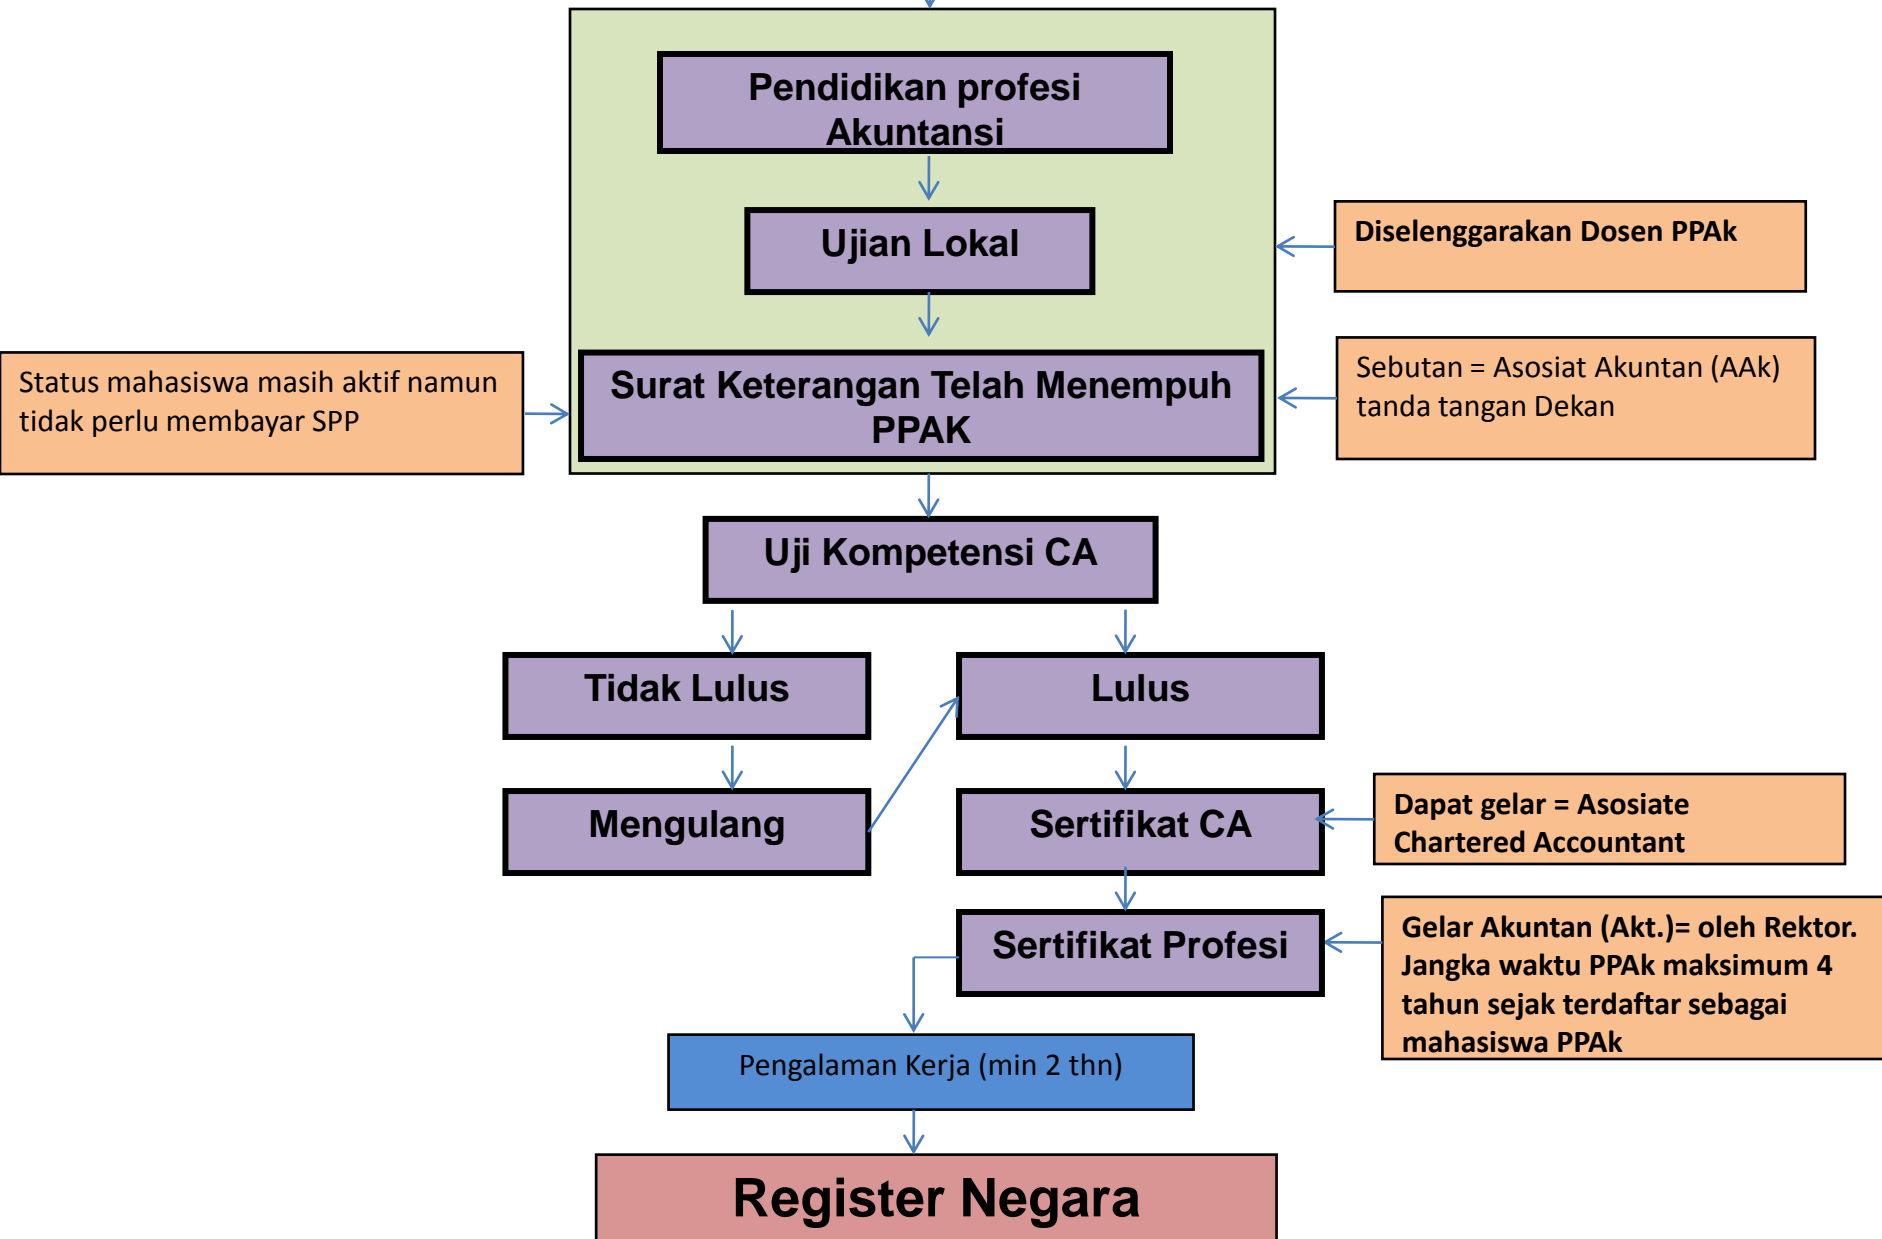 Pendidikan profesi
Akuntansi
Ujian Lokal
Diselenggarakan Dosen PPAk
Surat Keterangan Telah Menempuh
PPAK
Status mahasiswa masih aktif namun
tidak perlu membayar SPP
Sebutan = Asosiat Akuntan (AAk)
tanda tangan Dekan
Uji Kompetensi CA
Tidak Lulus
Lulus
Mengulang
Sertifikat CA
Dapat gelar = Asosiate
Chartered Accountant
Sertifikat Profesi
Gelar Akuntan (Akt.)= oleh Rektor.
Jangka waktu PPAk maksimum 4
tahun sejak terdaftar sebagai
mahasiswa PPAk
Pengalaman Kerja (min 2 thn)
Register Negara